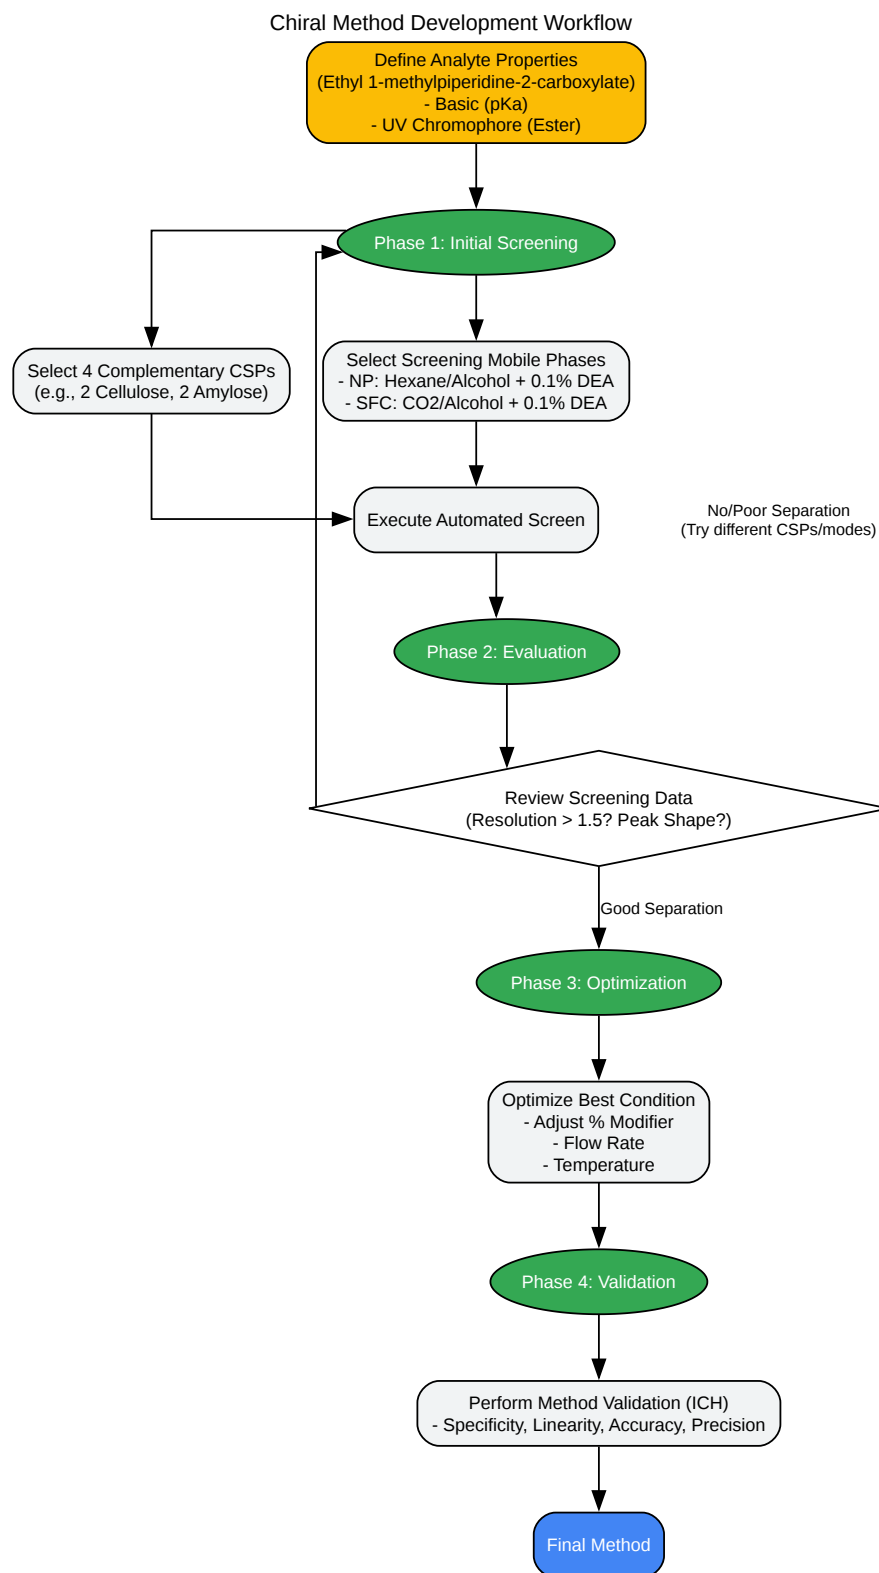 Chiral Method Development Workflow
Define Analyte Properties
(Ethyl 1-methylpiperidine-2-carboxylate)
- Basic (pKa)
- UV Chromophore (Ester)
Phase 1: Initial Screening
Select 4 Complementary CSPs
(e.g., 2 Cellulose, 2 Amylose)
Select Screening Mobile Phases
- NP: Hexane/Alcohol + 0.1% DEA
- SFC: CO2/Alcohol + 0.1% DEA
Execute Automated Screen
No/Poor Separation
(Try different CSPs/modes)
Phase 2: Evaluation
Review Screening Data
(Resolution > 1.5? Peak Shape?)
Good Separation
Phase 3: Optimization
Optimize Best Condition
- Adjust % Modifier
- Flow Rate
- Temperature
Phase 4: Validation
Perform Method Validation (ICH)
- Specificity, Linearity, Accuracy, Precision
Final Method